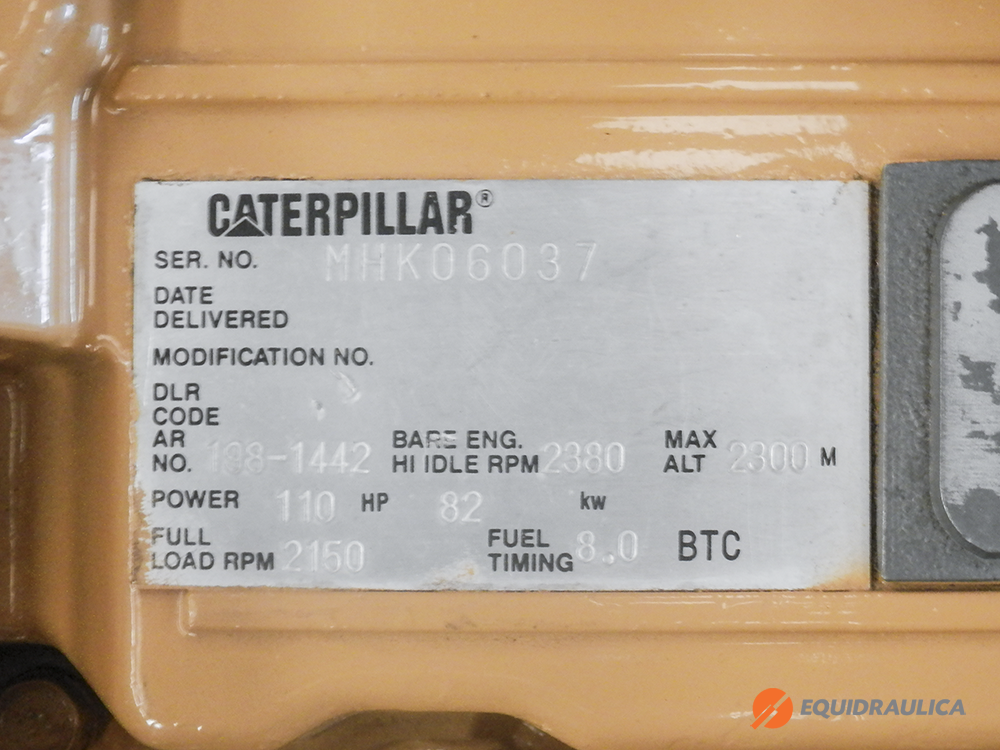 CATERPILLAR®
SER. NO. MHK06037
DATE
DELIVERED
MODIFICATION NO.
DLR
CODE
AR
NO. 198-1442
BARE ENG.
HI IDLE RPM 2380
MAX
ALT 2300 M
POWER 110 HP 82 kw
FULL
LOAD RPM 2150
FUEL
TIMING 8.0 BTC
EQUIDRAULICA